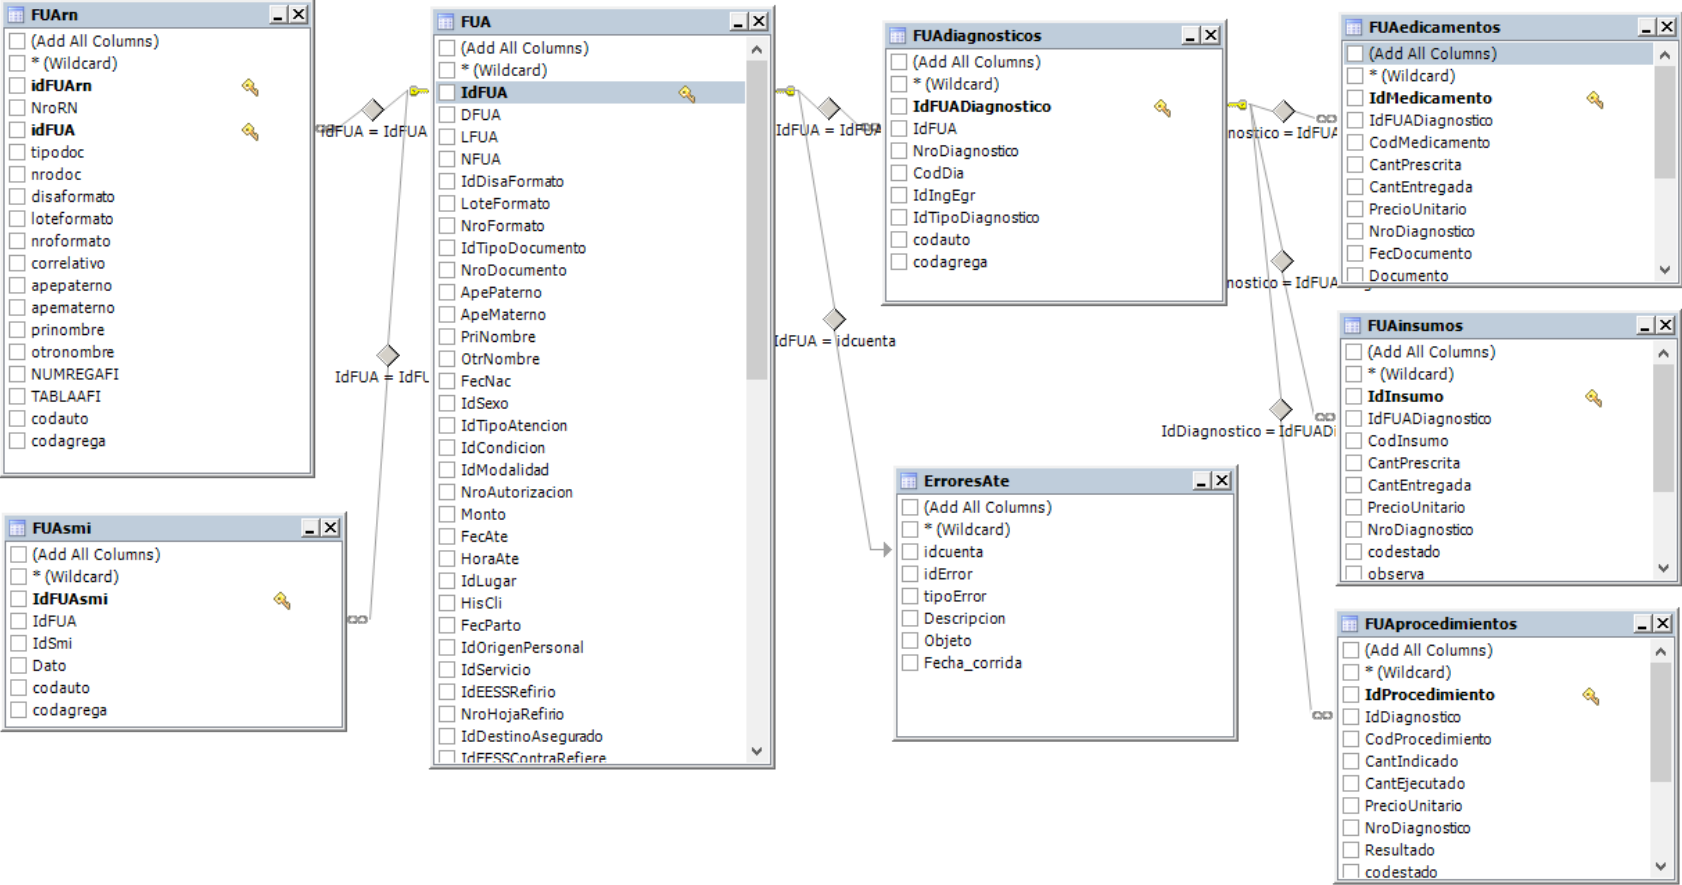 FUArn
(Add All Columns)
* (Wildcard)
idFUArn
NroRN
idFUA
tipodoc
nrodoc
disaformato
loteformato
nroformato
correlativo
apepaterno
apematerno
prinombre
otronombre
NUMREGAFI
TABLAAFI
codauto
codagrega
FUAsmi
(Add All Columns)
* (Wildcard)
IdFUAsmi
IdFUA
IdSmi
Dato
codauto
codagrega
IdFUA = IdFUA
IdFUA = IdFU
FUA
(Add All Columns)
* (Wildcard)
IdFUA
DFUA
LFUA
NFUA
IdDisaFormato
LoteFormato
NroFormato
IdTipoDocumento
NroDocumento
ApePaterno
ApeMaterno
PriNombre
OtrNombre
FecNac
IdSexo
IdTipoAtencion
IdCondicion
IdModalidad
NroAutorizacion
Monto
FecAte
HoraAte
IdLugar
HisCli
FecParto
IdOrigenPersonal
IdServicio
IdEESSRefirio
NroHojaRefirio
IdDestinoAsegurado
IdEESSContraRefiere
IdFUA = IdFUA
IdFUA = idcuenta
FUAdiagnosticos
(Add All Columns)
* (Wildcard)
IdFUADiagnostico
IdFUA
NroDiagnostico
CodDia
IdIngEgr
IdTipoDiagnostico
codauto
codagrega
ErroresAte
(Add All Columns)
* (Wildcard)
idcuenta
idError
tipoError
Descripcion
Objeto
Fecha_corrida
nostico = IdFUA
nostico = IdFUA
IdDiagnostico = IdFUADi
FUAedicamentos
(Add All Columns)
* (Wildcard)
IdMedicamento
IdFUADiagnostico
CodMedicamento
CantPrescrita
CantEntregada
PrecioUnitario
NroDiagnostico
FecDocumento
Documento
FUAinsumos
(Add All Columns)
* (Wildcard)
IdInsumo
IdFUADiagnostico
CodInsumo
CantPrescrita
CantEntregada
PrecioUnitario
NroDiagnostico
codestado
observa
FUAprocedimientos
(Add All Columns)
* (Wildcard)
IdProcedimiento
IdDiagnostico
CodProcedimiento
CantIndicado
CantEjecutado
PrecioUnitario
NroDiagnostico
Resultado
codestado